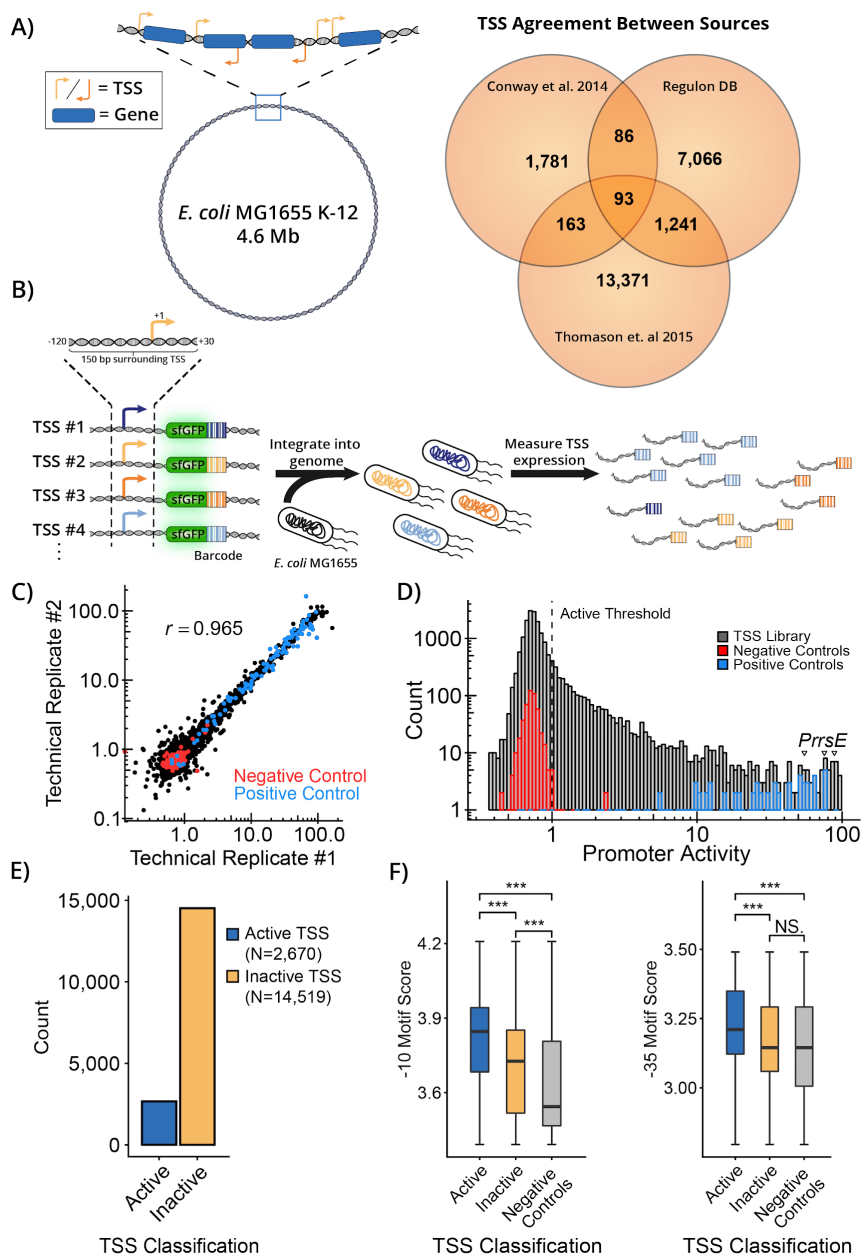 A)
= TSS
= Gene
E. coli MG1655 K-12
4.6 Mb
TSS Agreement Between Sources
Conway et al. 2014
Regulon DB
86
1,781
7,066
93
163
1,241
13,371
Thomason et. al 2015
B)
+1
-120
+30
150 bp surrounding TSS
TSS #1
sfGFP
TSS #2
sfGFP
TSS #3
sfGFP
TSS #4
sfGFP
Barcode
Integrate into
genome
E. coli MG1655
Measure TSS
expression
C)
Technical Replicate #2
100.0
10.0
1.0
0.1
r = 0.965
Negative Control
Positive Control
1.0
10.0
100.0
Technical Replicate #1
D)
Count
1000
100
10
1
Active Threshold
TSS Library
Negative Controls
Positive Controls
PrrsE
1
10
100
Promoter Activity
E)
Count
15,000
10,000
5,000
0
Active TSS
(N=2,670)
Inactive TSS
(N=14,519)
Active
Inactive
TSS Classification
F)
-10 Motif Score
4.2
3.9
3.6
***
***
***
Active
Inactive
Negative
Controls
TSS Classification
-35 Motif Score
3.50
3.25
3.00
***
***
NS.
Active
Inactive
Negative
Controls
TSS Classification